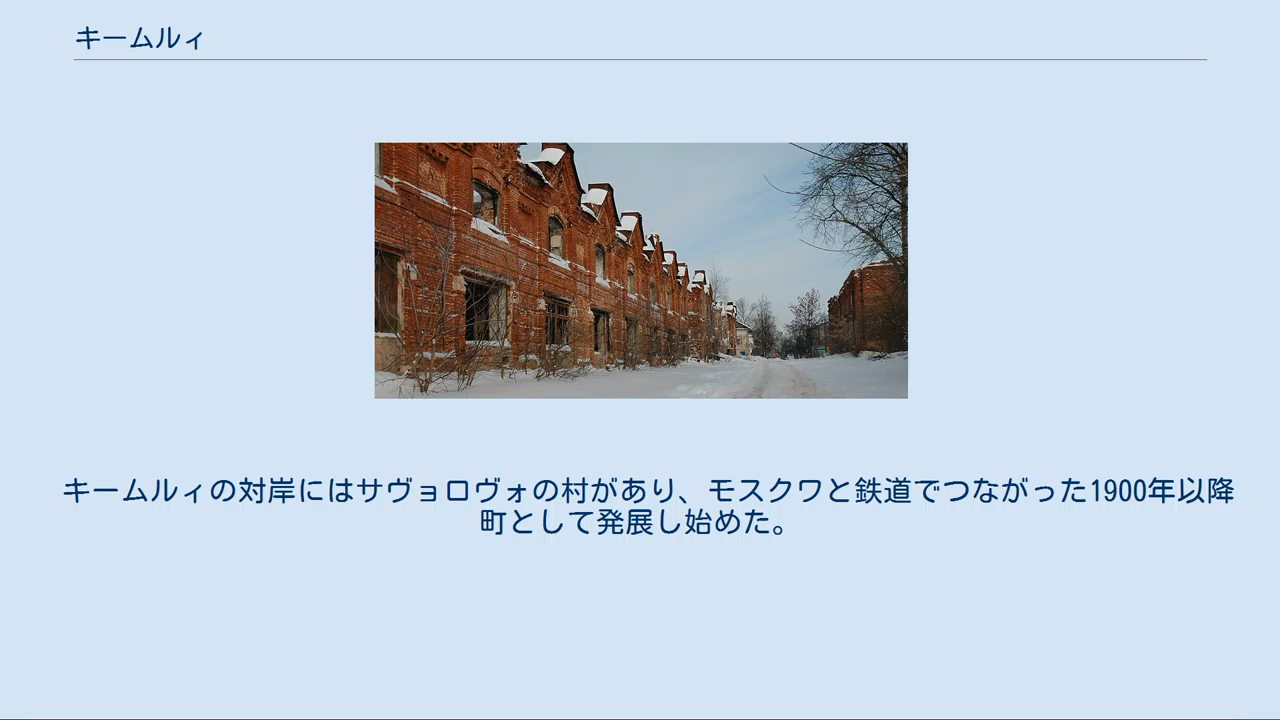 キームルィ
キームルィの対岸にはサヴョロヴォの村があり、モスクワと鉄道でつながった1900年以降
町として発展し始めた。